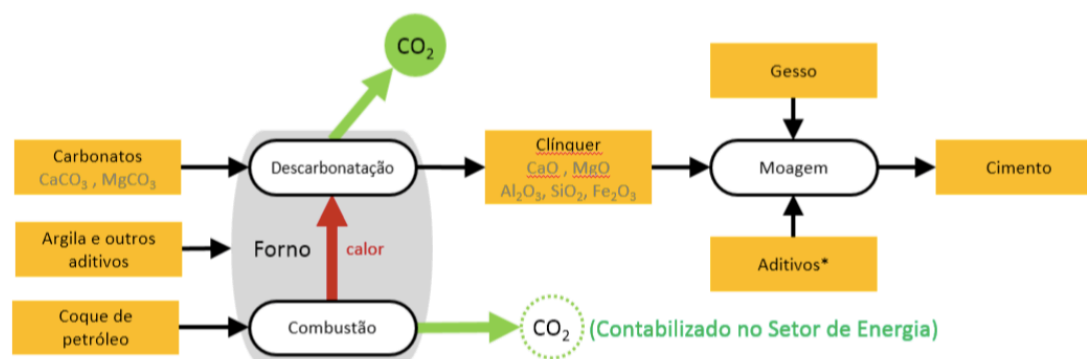 CO₂
Gesso
Carbonatos
CaCO₃ , MgCO₃
Descarbonatação
Clínquer
CaO , MgO
Al₂O₃, SiO₂, Fe₂O₃
Moagem
Cimento
Argila e outros
aditivos
Forno
calor
Aditivos*
Coque de
petróleo
Combustão
CO₂ (Contabilizado no Setor de Energia)